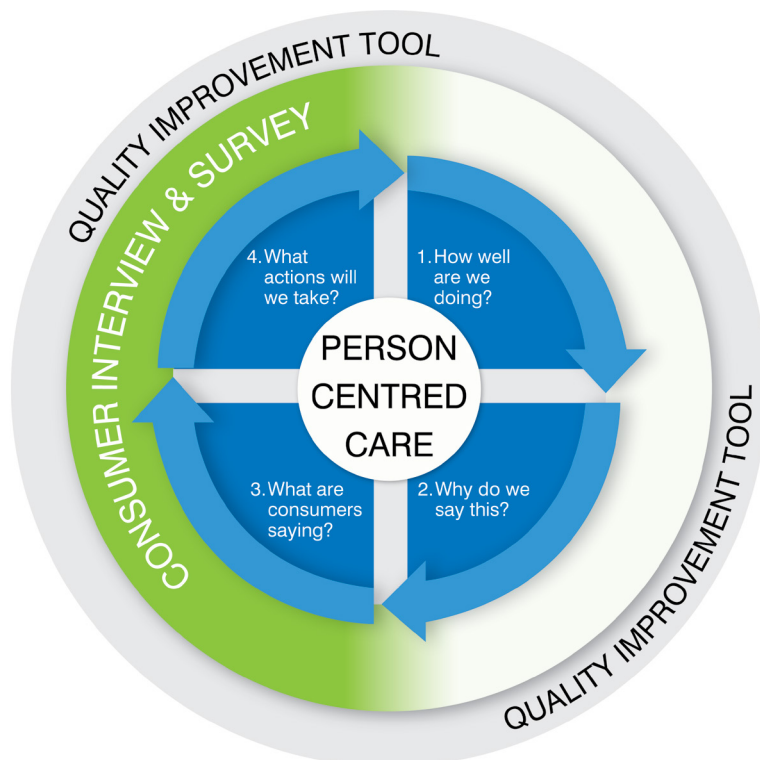 QUALITY IMPROVEMENT TOOL
CONSUMER INTERVIEW & SURVEY
4. What
actions will
we take?
1. How well
are we
doing?
PERSON
CENTRED
CARE
3. What are
consumers
saying?
2. Why do we
say this?
QUALITY IMPROVEMENT TOOL